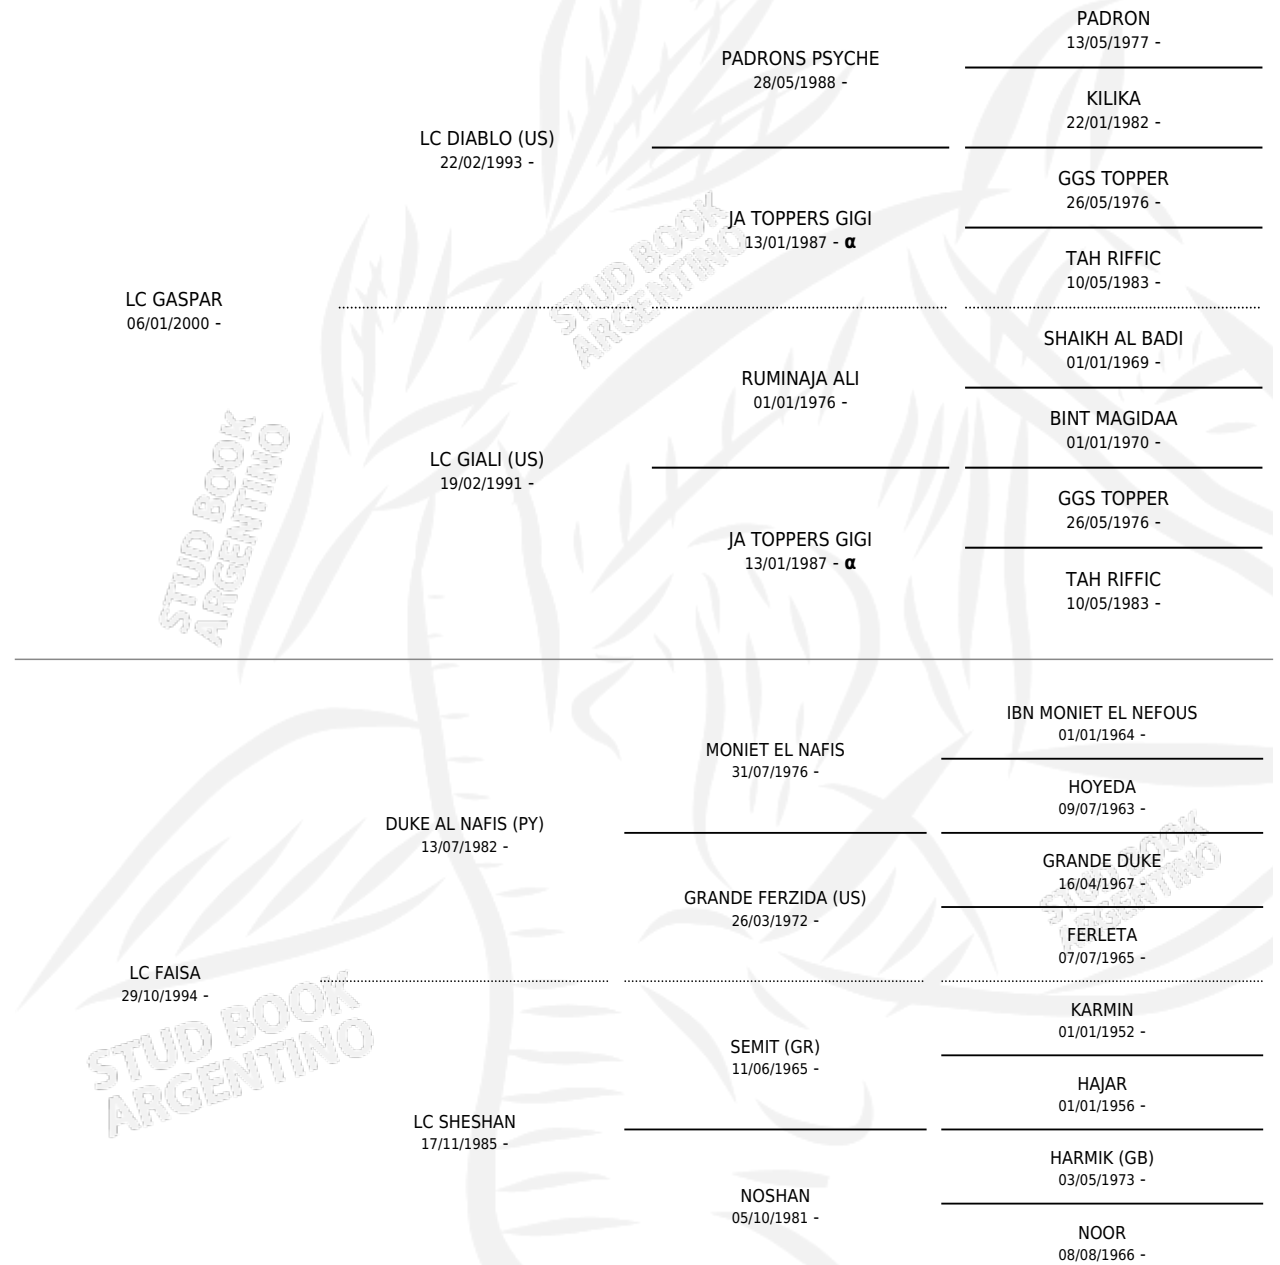 PADRON
13/05/1977 -
PADRONS PSYCHE
28/05/1988 -
KILIKA
22/01/1982 -
LC DIABLO (US)
22/02/1993 -
GGS TOPPER
26/05/1976 -
JA TOPPERS GIGI
13/01/1987 - α
TAH RIFFIC
10/05/1983 -
LC GASPAR
06/01/2000 -
SHAIKH AL BADI
01/01/1969 -
RUMINAJA ALI
01/01/1976 -
BINT MAGIDAA
01/01/1970 -
LC GIALI (US)
19/02/1991 -
GGS TOPPER
26/05/1976 -
JA TOPPERS GIGI
13/01/1987 - α
TAH RIFFIC
10/05/1983 -
IBN MONIET EL NEFOUS
01/01/1964 -
MONIET EL NAFIS
31/07/1976 -
HOYEDA
09/07/1963 -
DUKE AL NAFIS (PY)
13/07/1982 -
GRANDE DUKE
16/04/1967 -
GRANDE FERZIDA (US)
26/03/1972 -
FERLETA
07/07/1965 -
LC FAISA
29/10/1994 -
KARMIN
01/01/1952 -
SEMIT (GR)
11/06/1965 -
HAJAR
01/01/1956 -
LC SHESHAN
17/11/1985 -
HARMIK (GB)
03/05/1973 -
NOSHAN
05/10/1981 -
NOOR
08/08/1966 -
STUD BOOK
ARGENTINO
STUD BOOK
ARGENTINO
STUD BOOK
ARGENTINO
STUD BOOK
ARGENTINO